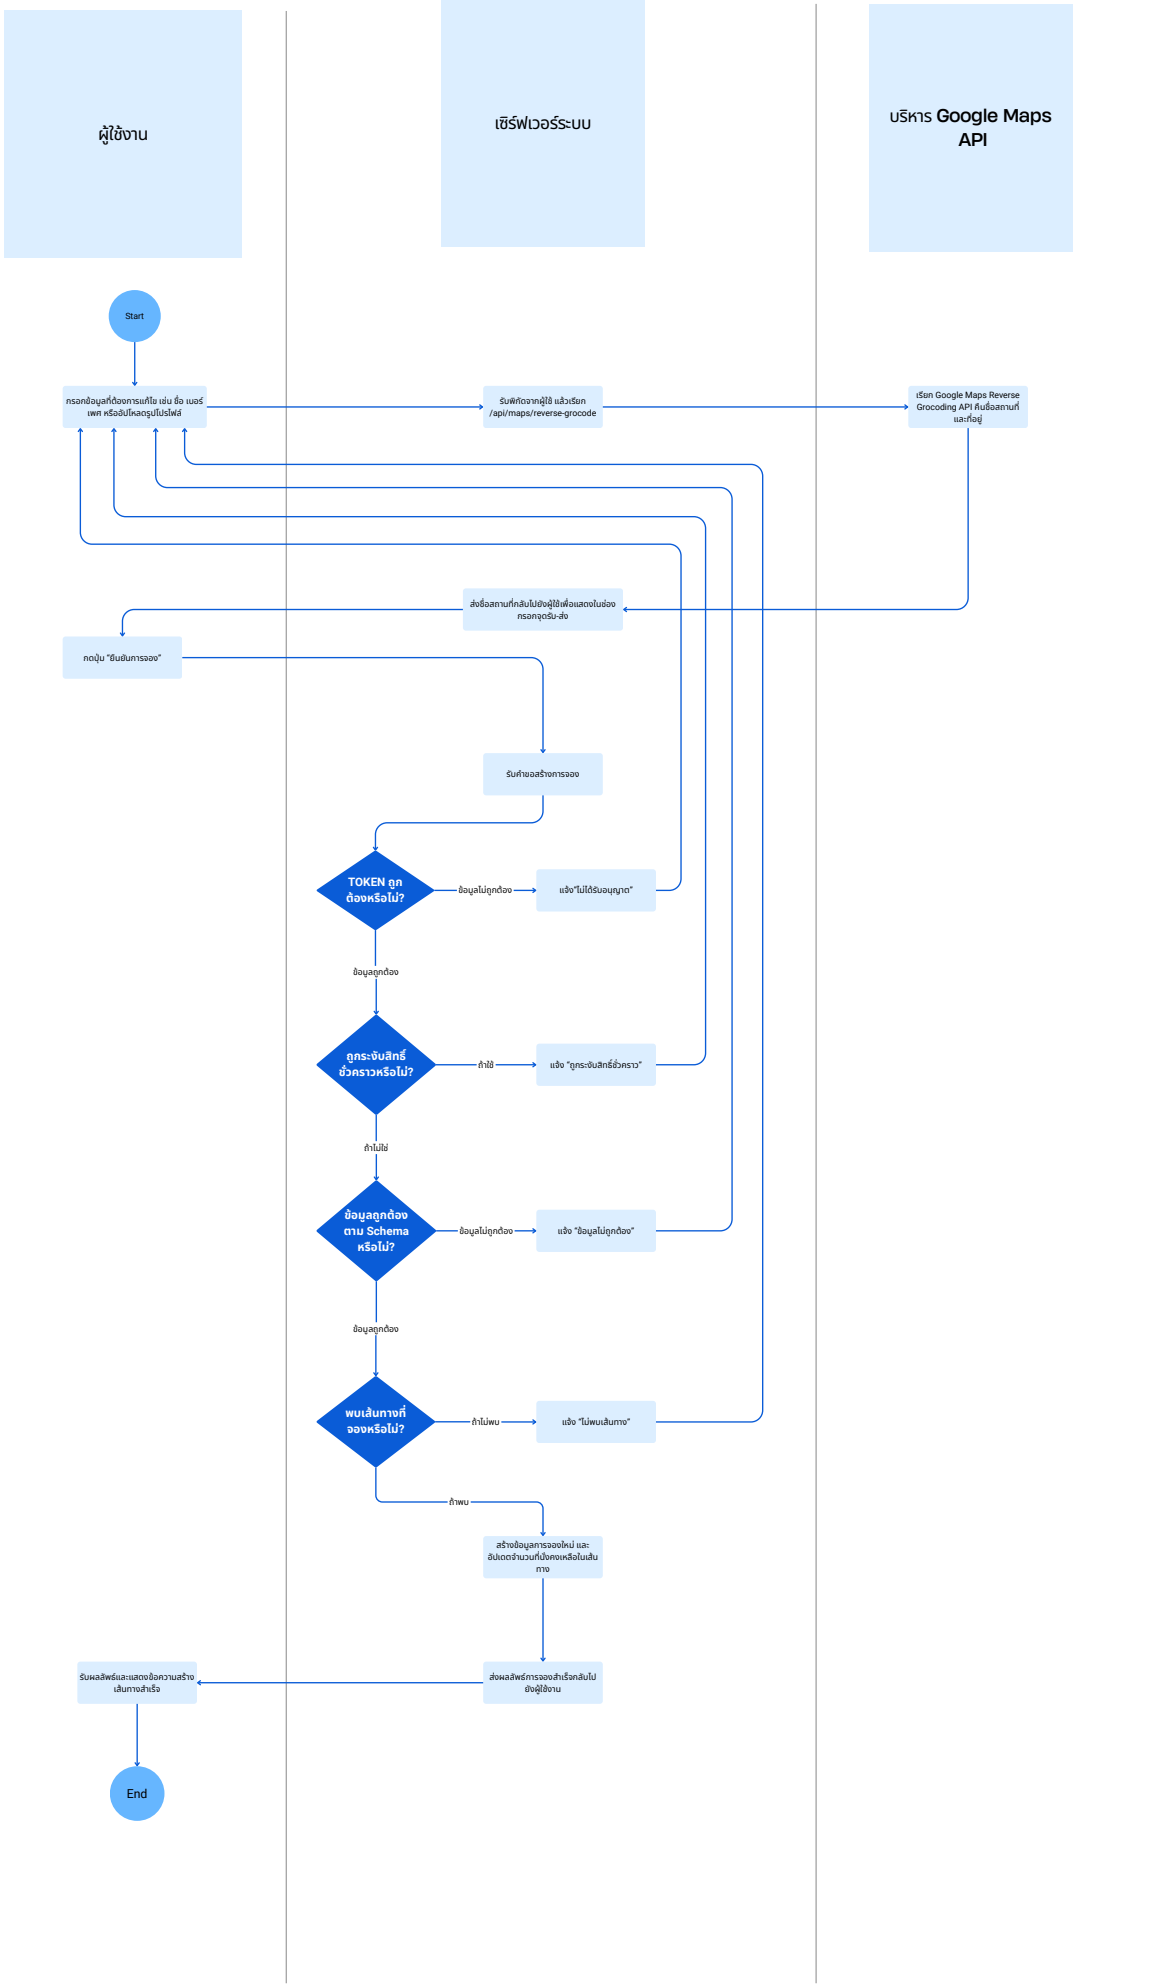 ผู้ใช้งาน
เซิร์ฟเวอร์ระบบ
บริหาร Google Maps
API
Start
กรอกข้อมูลที่ต้องการแก้ไข เช่น ชื่อ เบอร์
เพศ หรืออัปโหลดรูปโปรไฟล์
รับพิกัดจากผู้ใช้ แล้วเรียก
/api/maps/reverse-grocode
เรียก Google Maps Reverse
Grocoding API คืนชื่อสถานที่
และที่อยู่
ส่งชื่อสถานที่กลับไปยังผู้ใช้เพื่อแสดงในช่อง
กรอกจุดรับ-ส่ง
กดปุ่ม "ยืนยันการจอง"
รับคำขอสร้างการจอง
TOKEN ถูก
ต้องหรือไม่?
ข้อมูลไม่ถูกต้อง
แจ้ง"ไม่ได้รับอนุญาต"
ข้อมูลถูกต้อง
ถูกระงับสิทธิ์
ชั่วคราวหรือไม่?
ถ้าใช้
แจ้ง "ถูกระงับสิทธิ์ชั่วคราว"
ถ้าไม่ใช่
ข้อมูลถูกต้อง
ตาม Schema
หรือไม่?
ข้อมูลไม่ถูกต้อง
แจ้ง "ข้อมูลไม่ถูกต้อง"
ข้อมูลถูกต้อง
พบเส้นทางที่
จองหรือไม่?
ถ้าไม่พบ
แจ้ง "ไม่พบเส้นทาง"
ถ้าพบ
สร้างข้อมูลการจองใหม่ และ
อัปเดตจำนวนที่นั่งคงเหลือในเส้น
ทาง
รับผลลัพธ์และแสดงข้อความสร้าง
เส้นทางสำเร็จ
ส่งผลลัพธ์การจองสำเร็จกลับไป
ยังผู้ใช้งาน
End